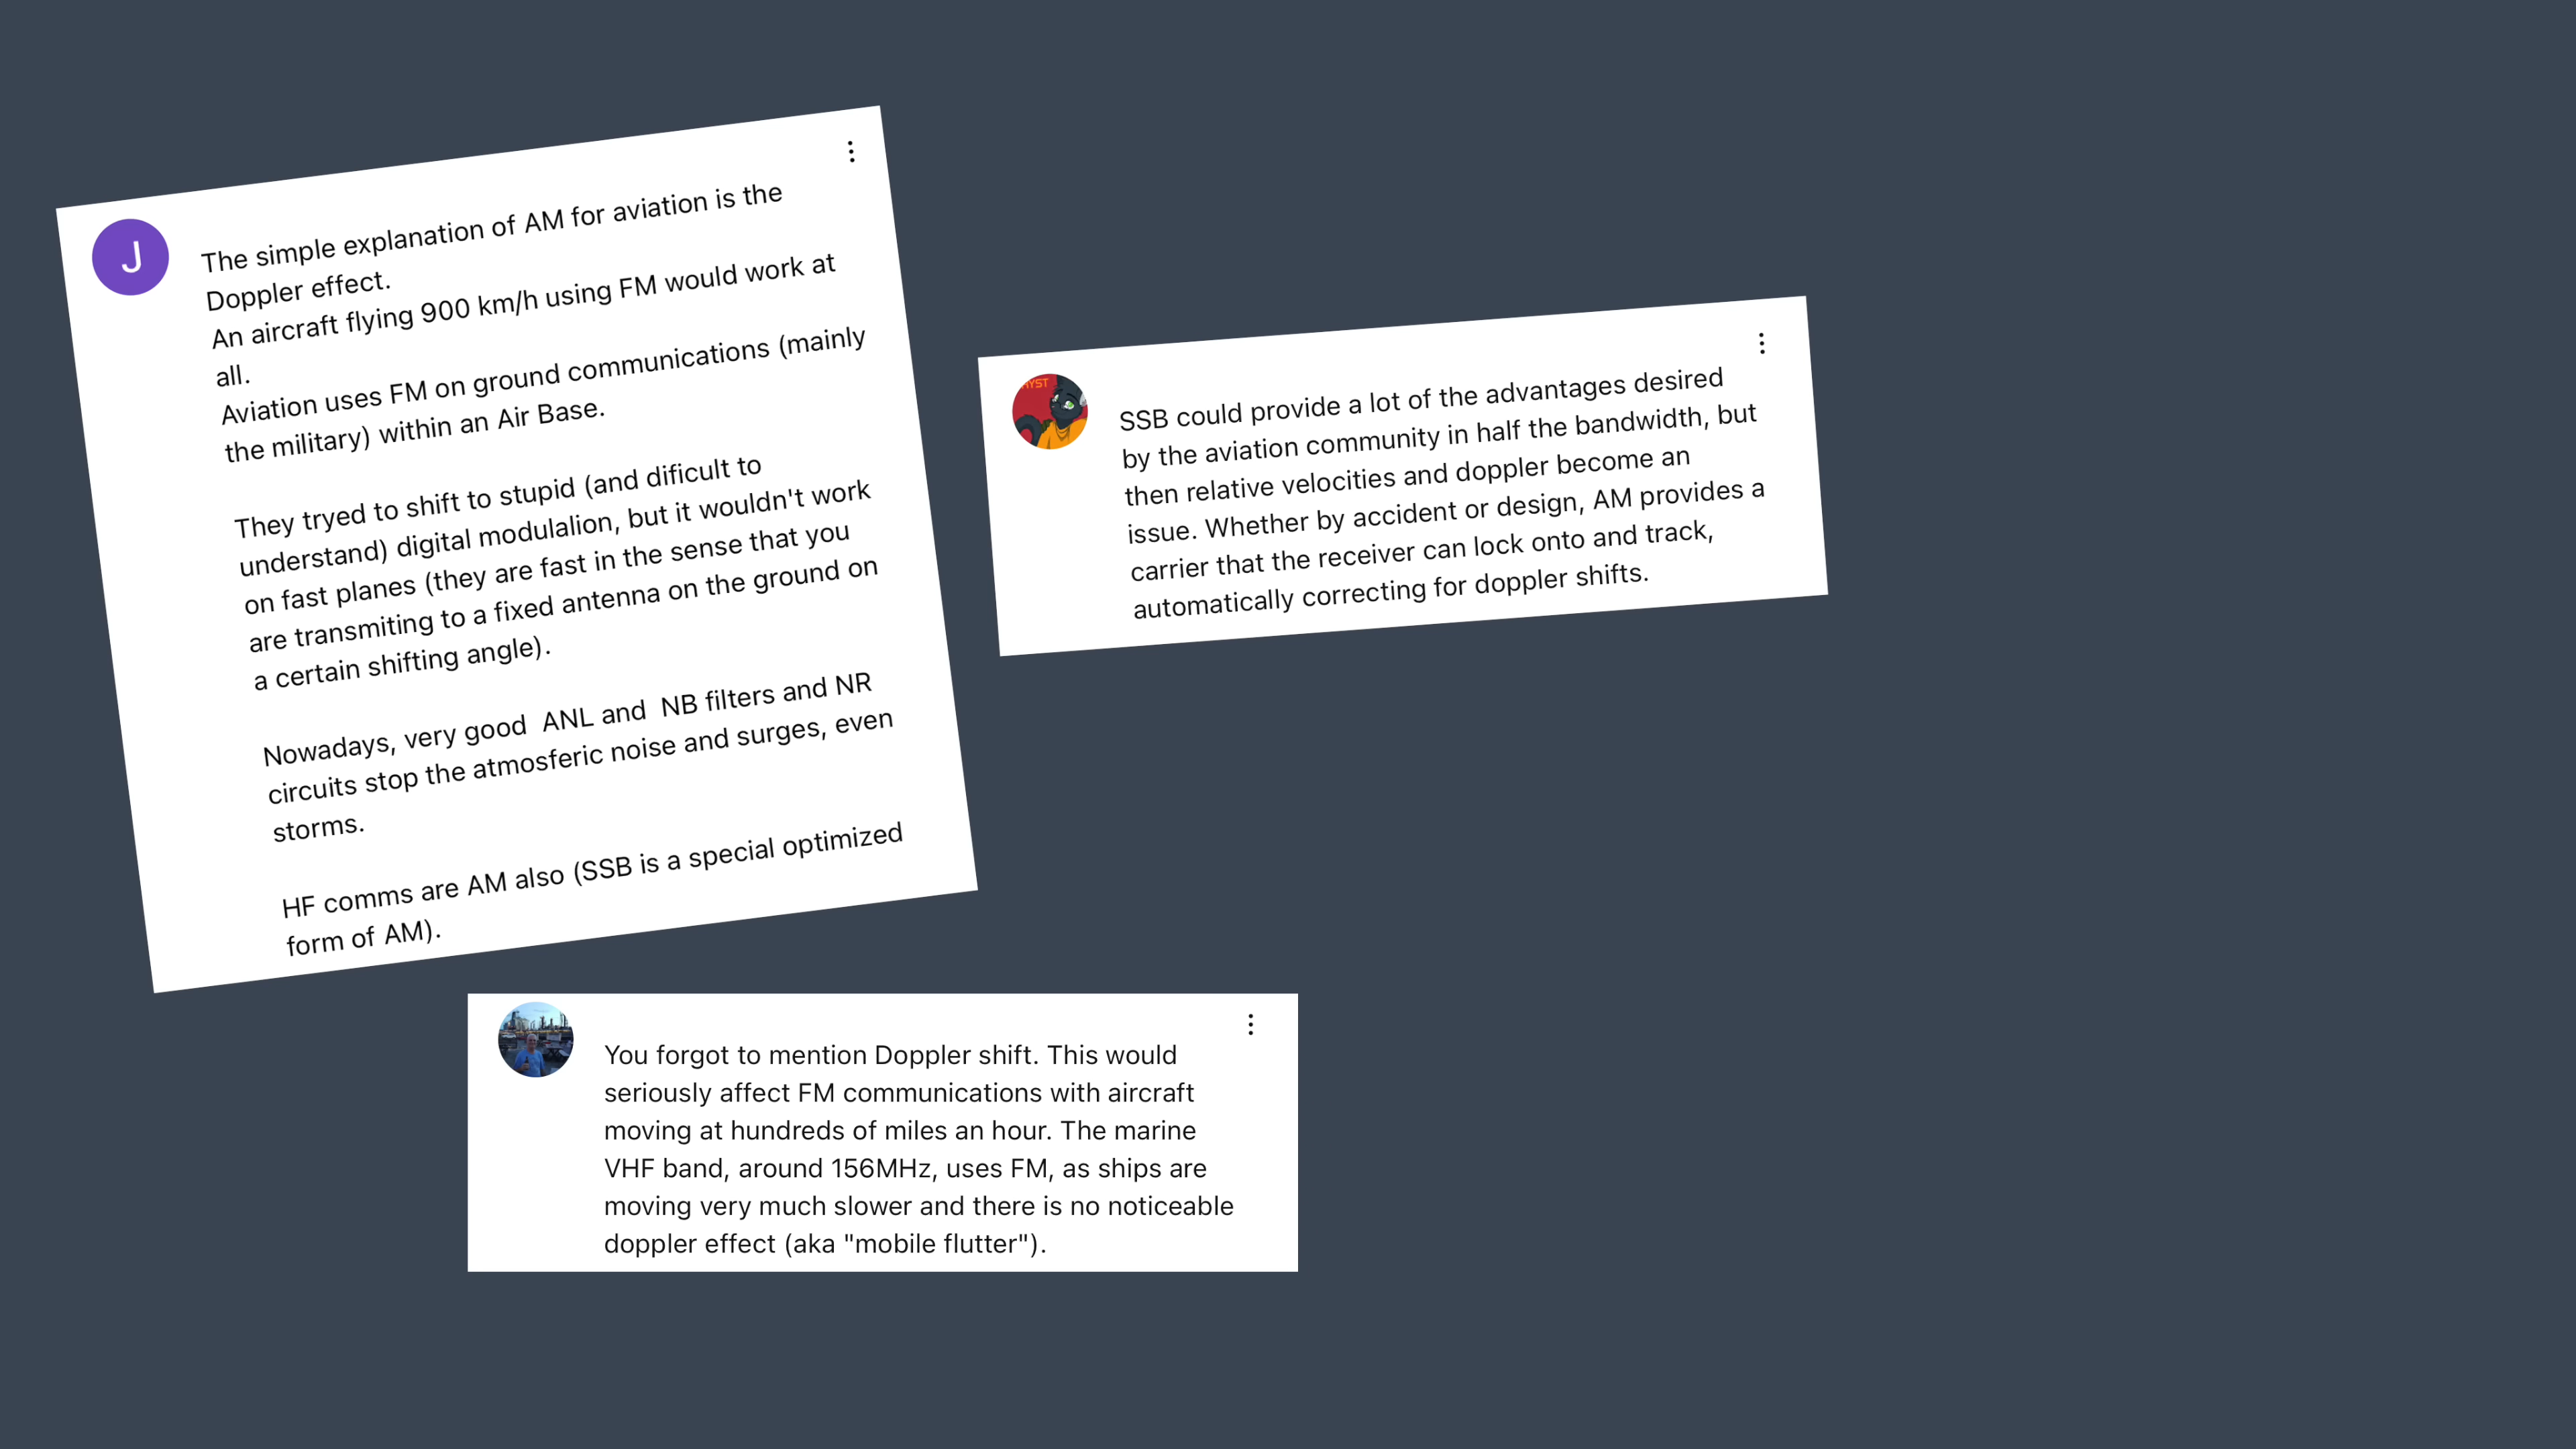 J
The simple explanation of AM for aviation is the
Doppler effect.
An aircraft flying 900 km/h using FM would work at
all.
Aviation uses FM on ground communications (mainly
the military) within an Air Base.
They tryed to shift to stupid (and dificult to
understand) digital modulalion, but it wouldn't work
on fast planes (they are fast in the sense that you
are transmiting to a fixed antenna on the ground on
a certain shifting angle).
Nowadays, very good  ANL and  NB filters and NR
circuits stop the atmosferic noise and surges, even
storms.
HF comms are AM also (SSB is a special optimized
form of AM).
SSB could provide a lot of the advantages desired
by the aviation community in half the bandwidth, but
then relative velocities and doppler become an
issue. Whether by accident or design, AM provides a
carrier that the receiver can lock onto and track,
automatically correcting for doppler shifts.
You forgot to mention Doppler shift. This would
seriously affect FM communications with aircraft
moving at hundreds of miles an hour. The marine
VHF band, around 156MHz, uses FM, as ships are
moving very much slower and there is no noticeable
doppler effect (aka "mobile flutter").